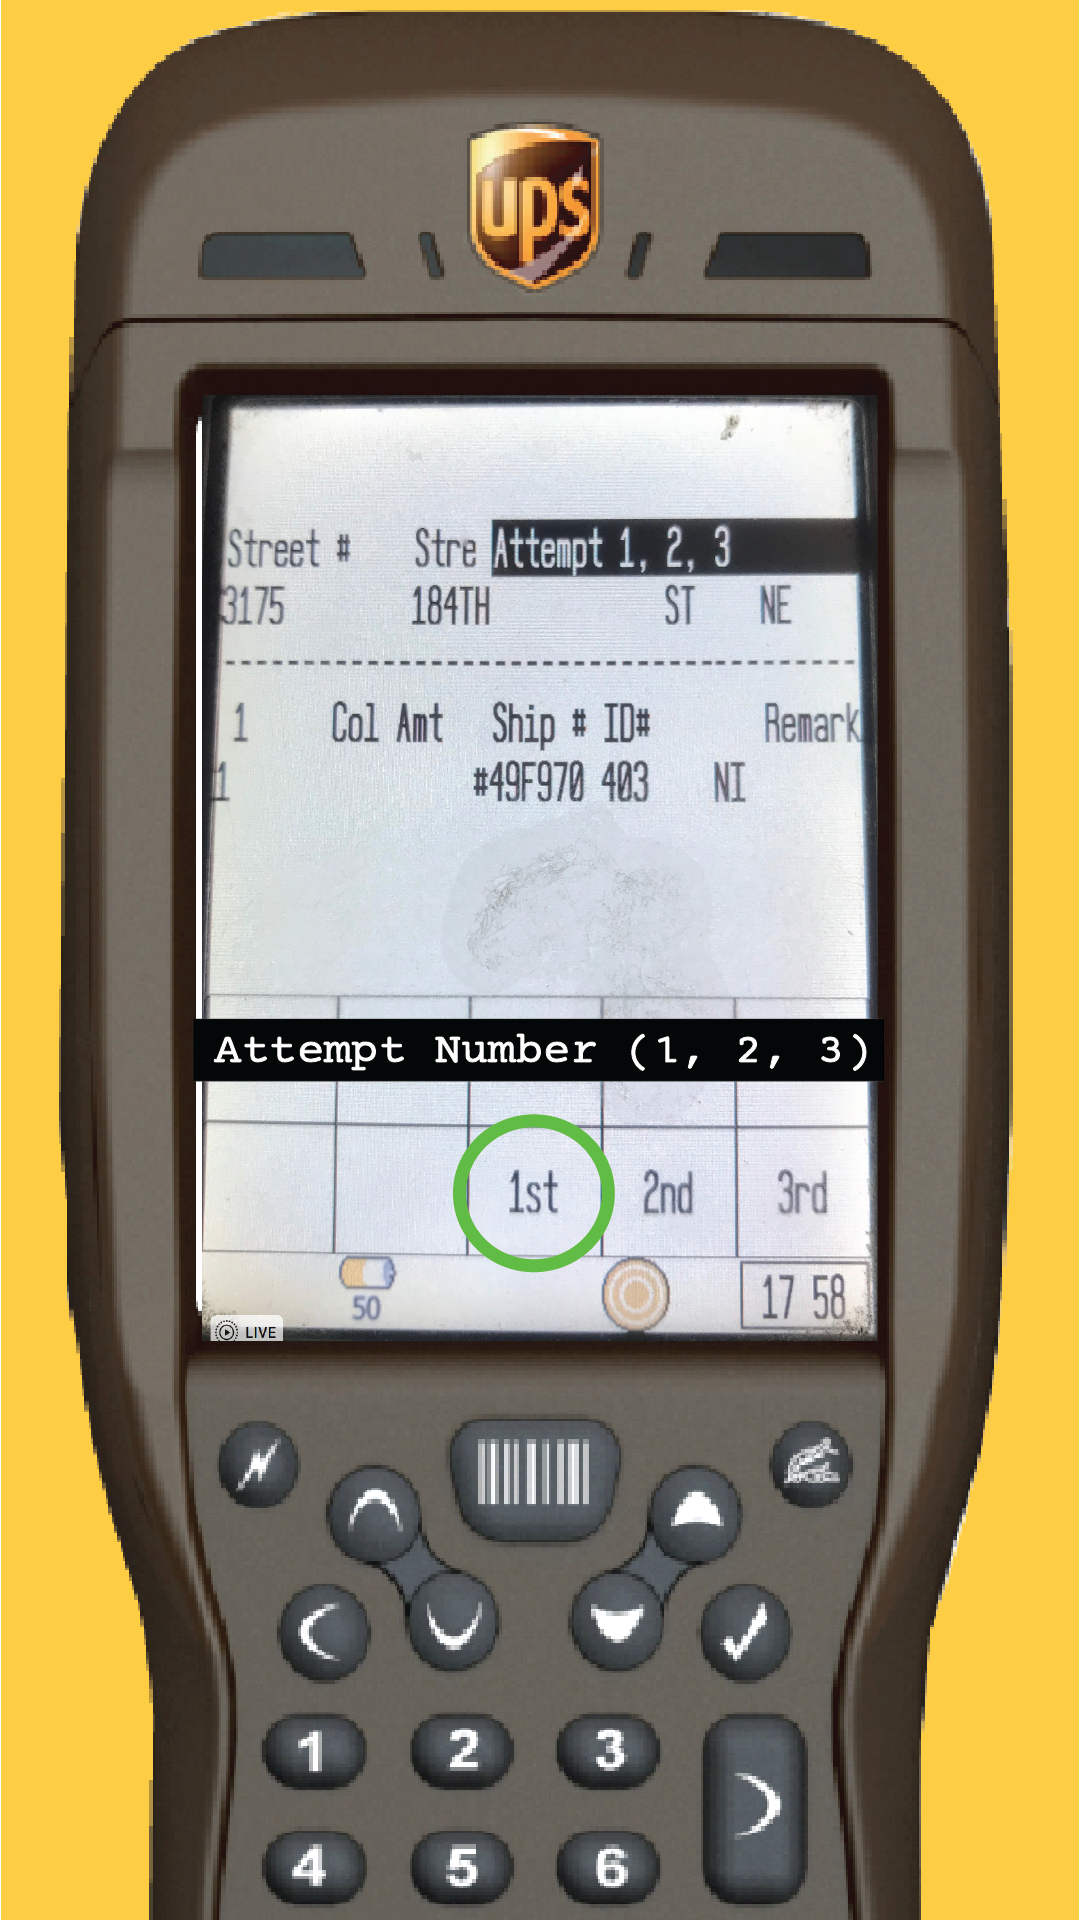 ups
Street # Stre Attempt 1, 2, 3
3175 184TH ST NE
1 Col Amt Ship # ID# Remark
1 #49F970 403 NI
Attempt Number (1, 2, 3)
1st 2nd 3rd
50
17 58
LIVE
1 2 3
4 5 6